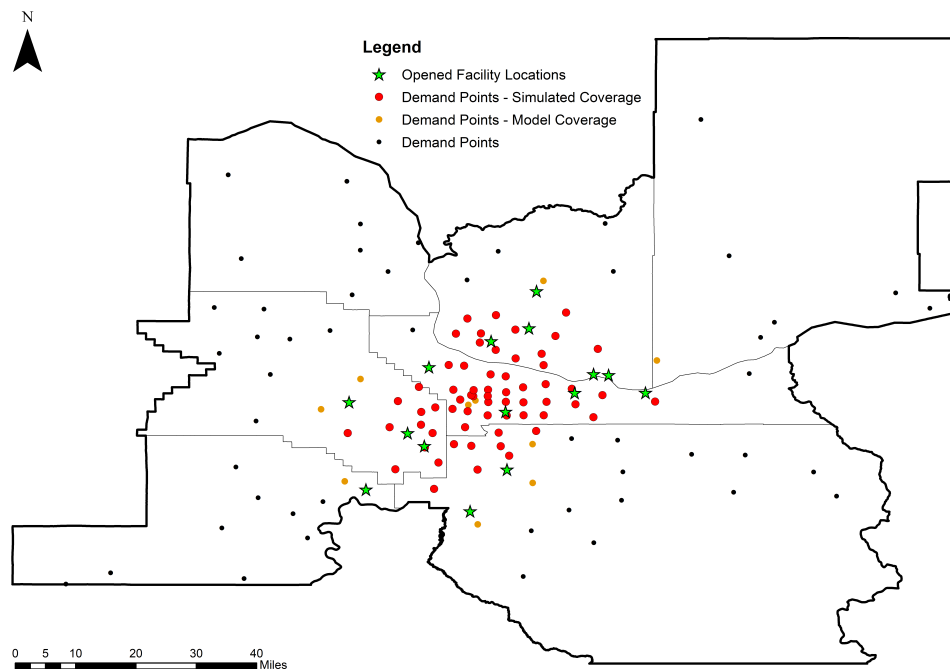 N
Legend
Opened Facility Locations
Demand Points - Simulated Coverage
Demand Points - Model Coverage
Demand Points
0 5 10 20 30 40
Miles